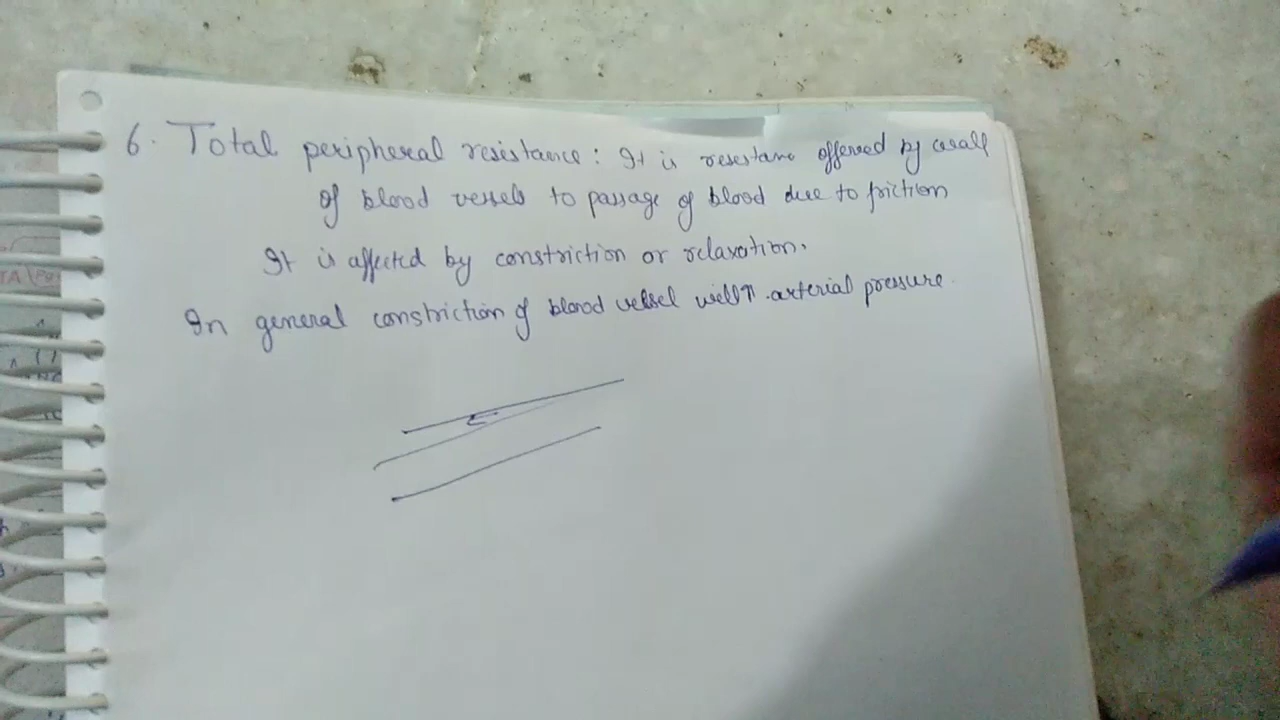 6. Total peripheral resistance: It is resestanc offered by wall
of blood vessels to passage of blood due to friction
It is affected by constriction or relaxation.
In general constriction of blood vessel will ↑ arterial pressure.